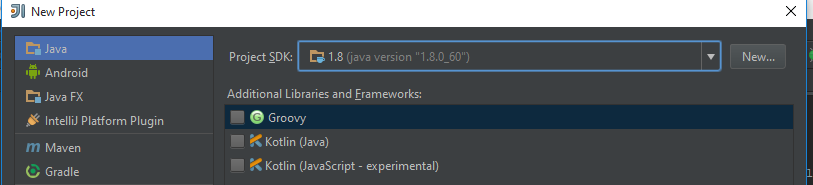 New Project
Java
Android
Java FX
IntelliJ Platform Plugin
Maven
Gradle
Project SDK: 1.8 (java version "1.8.0_60") New...
Additional Libraries and Frameworks:
Groovy
Kotlin (Java)
Kotlin (JavaScript - experimental)